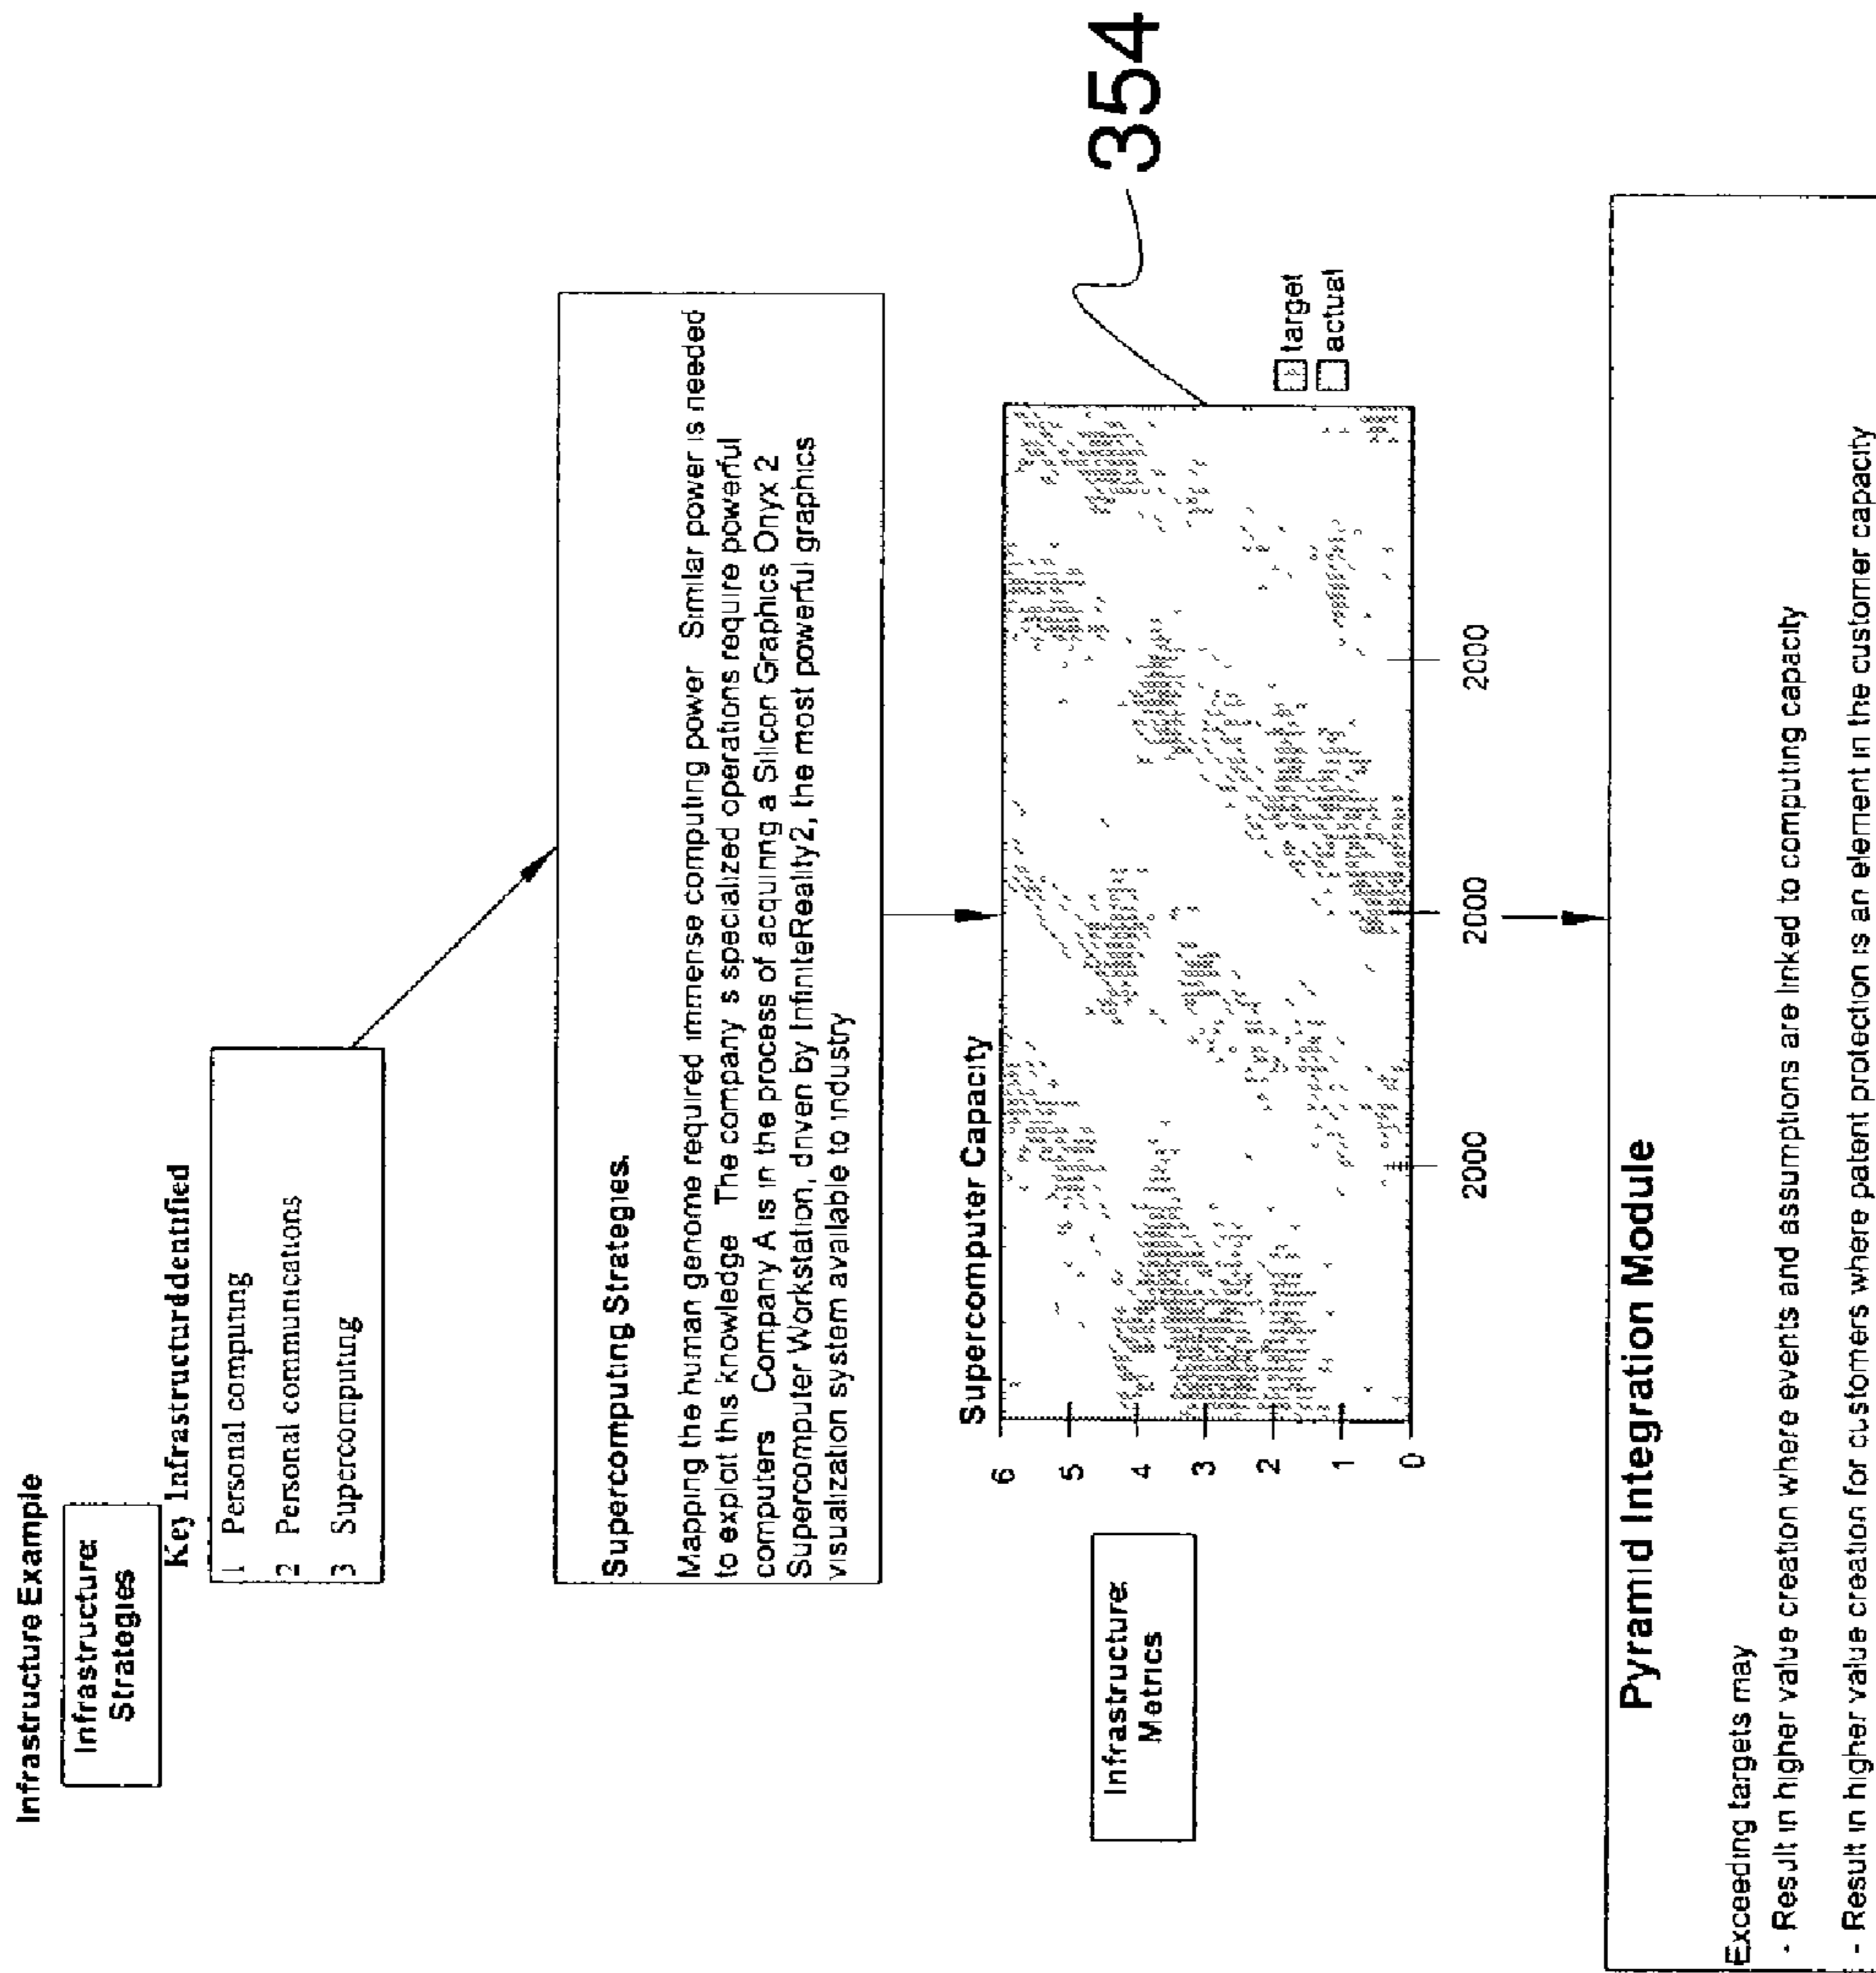 Infrastructure Example
Infrastructure:
Strategies
Key Infrastructurdentified
1 Personal computing
2 Personal communications
3 Supercomputing
Supercomputing Strategies.
Mapping the human genome required immense computing power Similar power is needed
to exploit this knowledge The company s specialized operations require powerful
computers Company A is in the process of acquiring a Silicon Graphics Onyx 2
Supercomputer Workstation, driven by InfiniteReality2, the most powerful graphics
visualization system available to industry
Infrastructure:
Metrics
Supercomputer Capacity
6
5
4
3
2
1
0
2000
2000
2000
target
actual
354
Pyramid Integration Module
Exceeding targets may
- Result in higher value creation where events and assumptions are linked to computing capacity
- Result in higher value creation for customers where patent protection is an element in the customer capacity